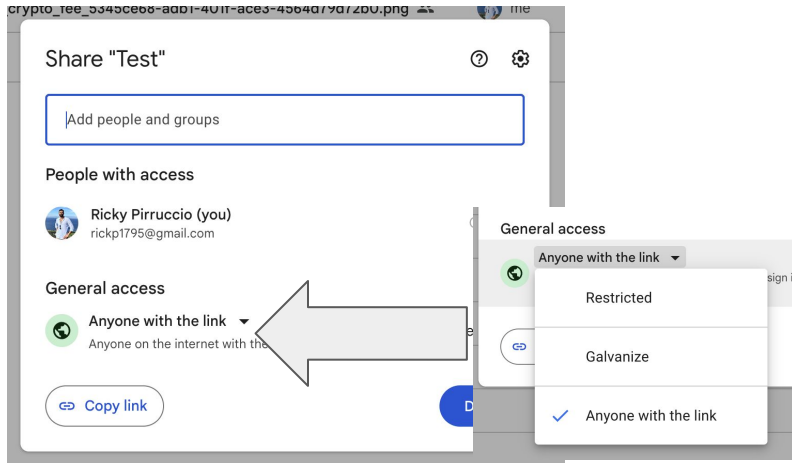 crypto_fee_5345ce68-adb1-401f-ace3-4564d79d72b0.png me
Share "Test"
Add people and groups
People with access
Ricky Pirruccio (you)
rickp1795@gmail.com
General access
Anyone with the link
Anyone on the internet with the
Copy link
D
General access
Anyone with the link
sign i
Restricted
Galvanize
Anyone with the link